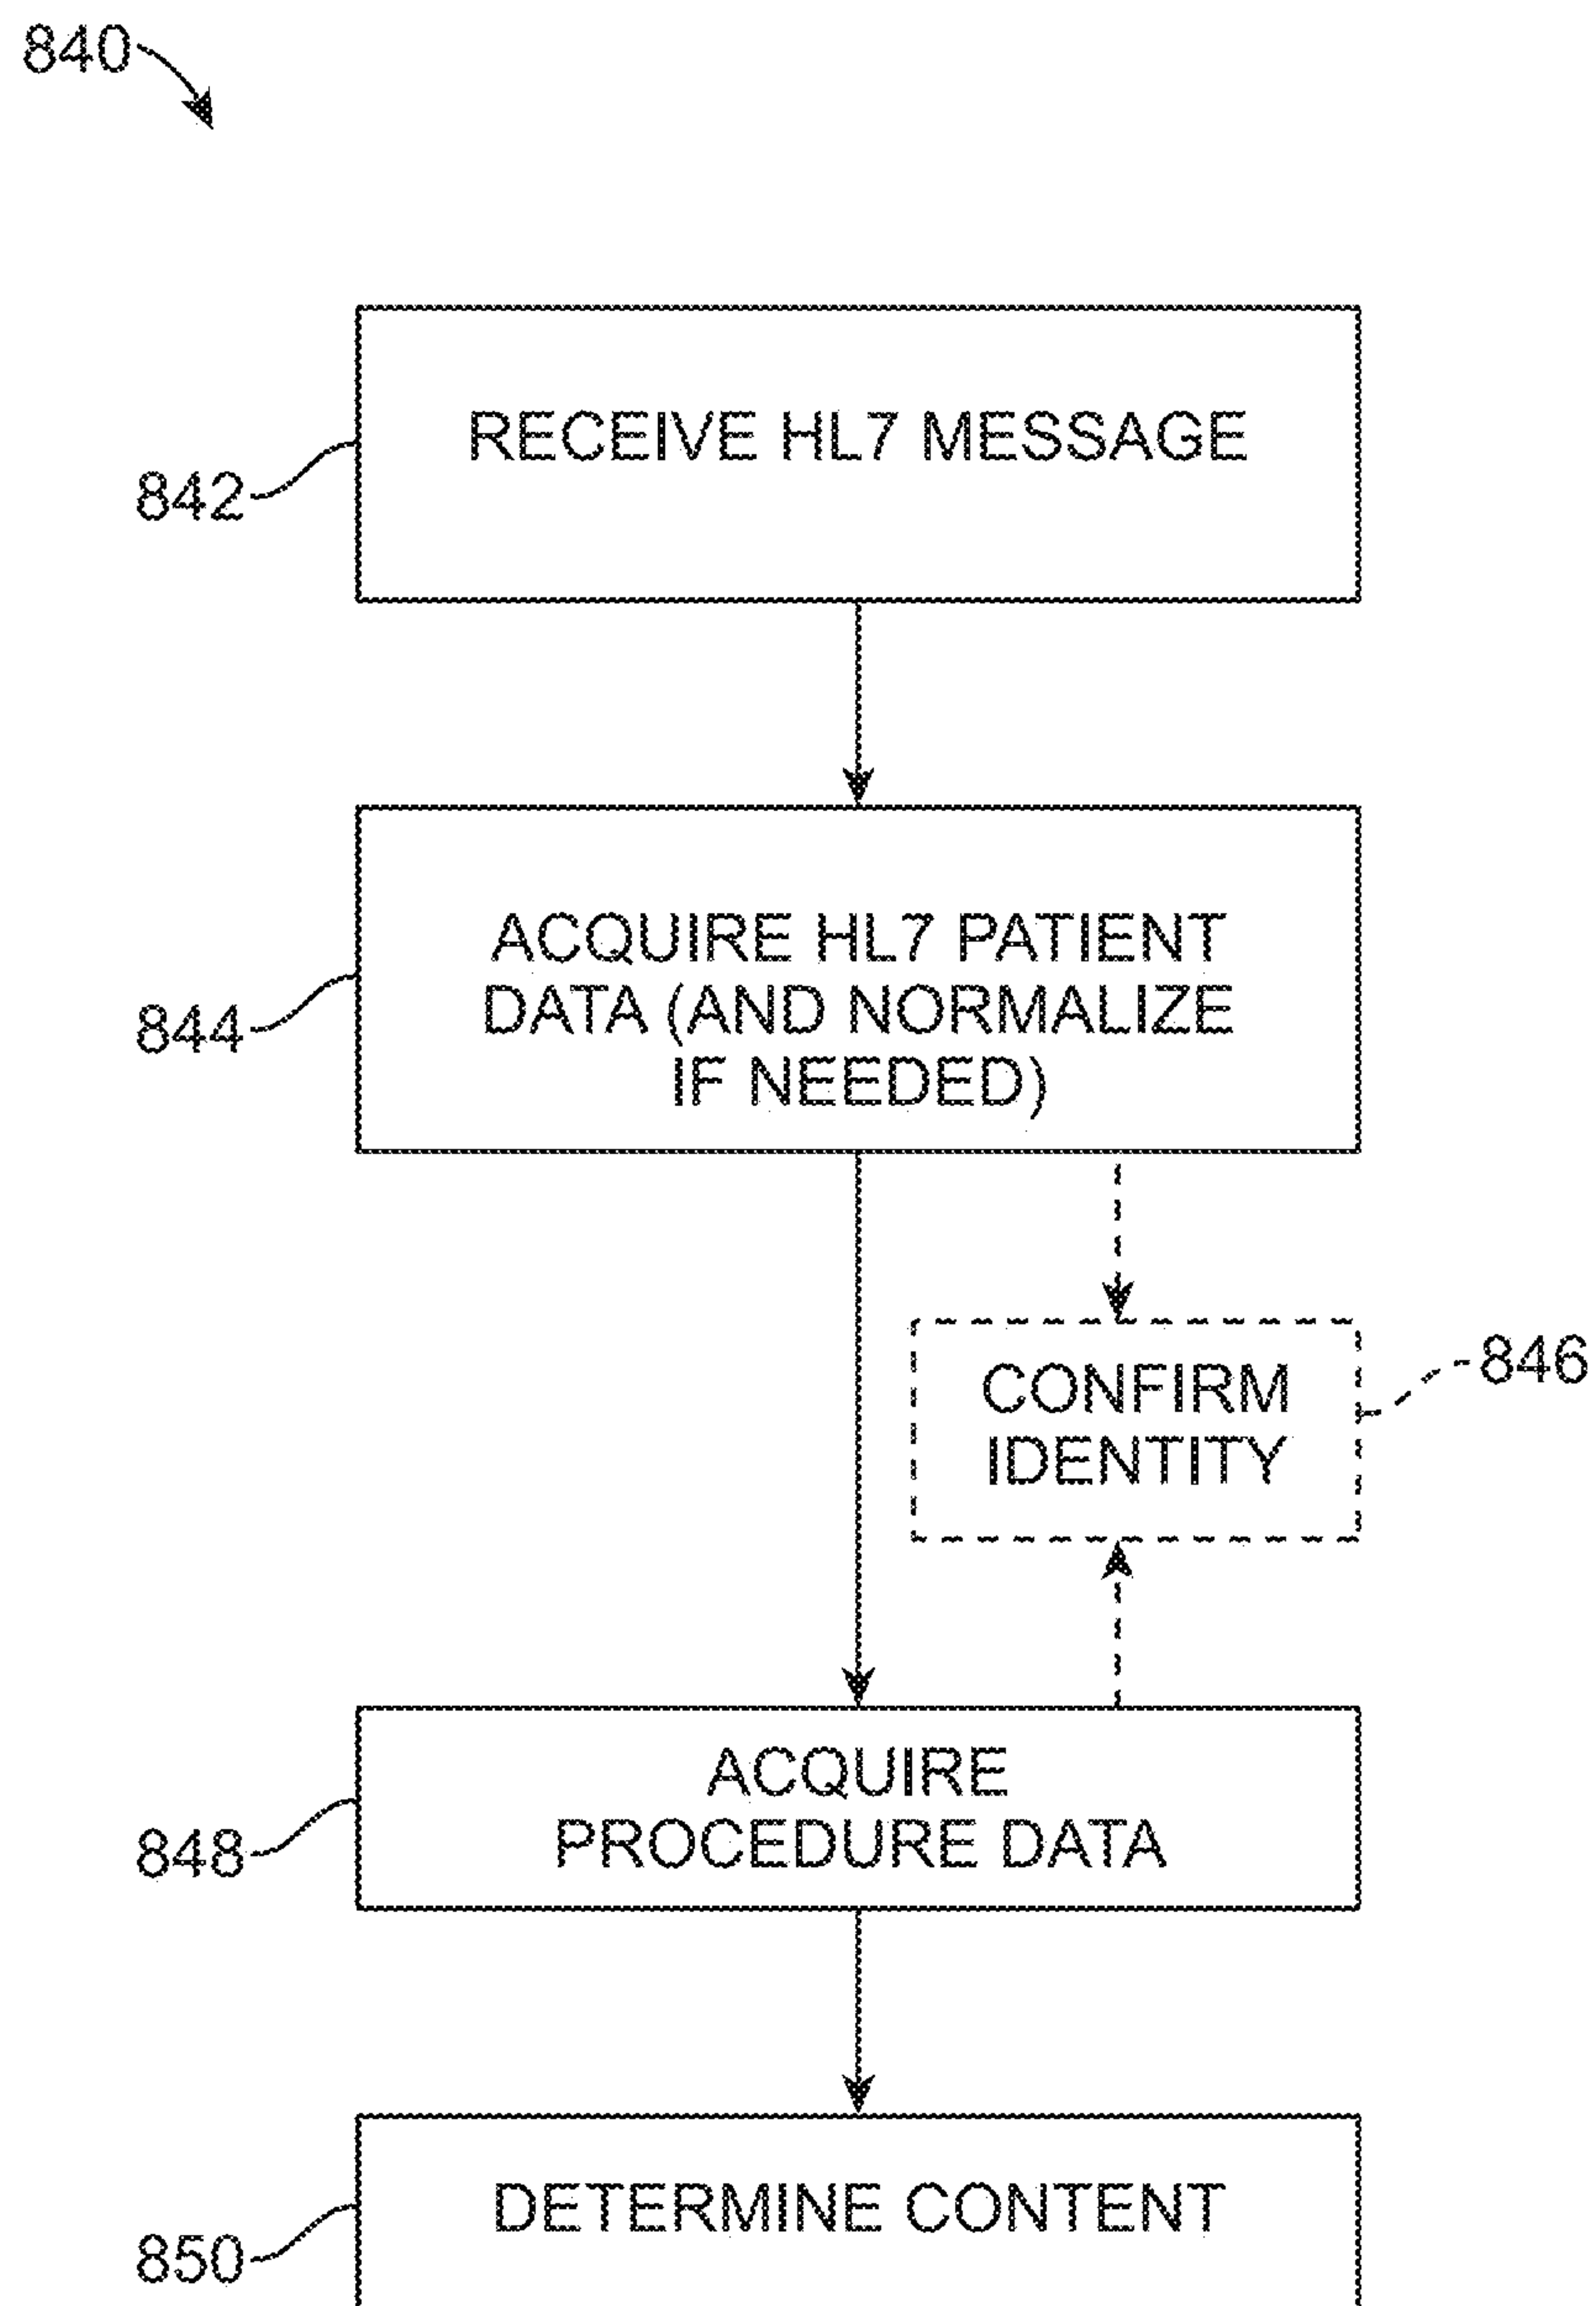 840
RECEIVE HL7 MESSAGE
842
ACQUIRE HL7 PATIENT
DATA (AND NORMALIZE
IF NEEDED)
844
CONFIRM
IDENTITY
846
ACQUIRE
PROCEDURE DATA
848
DETERMINE CONTENT
850